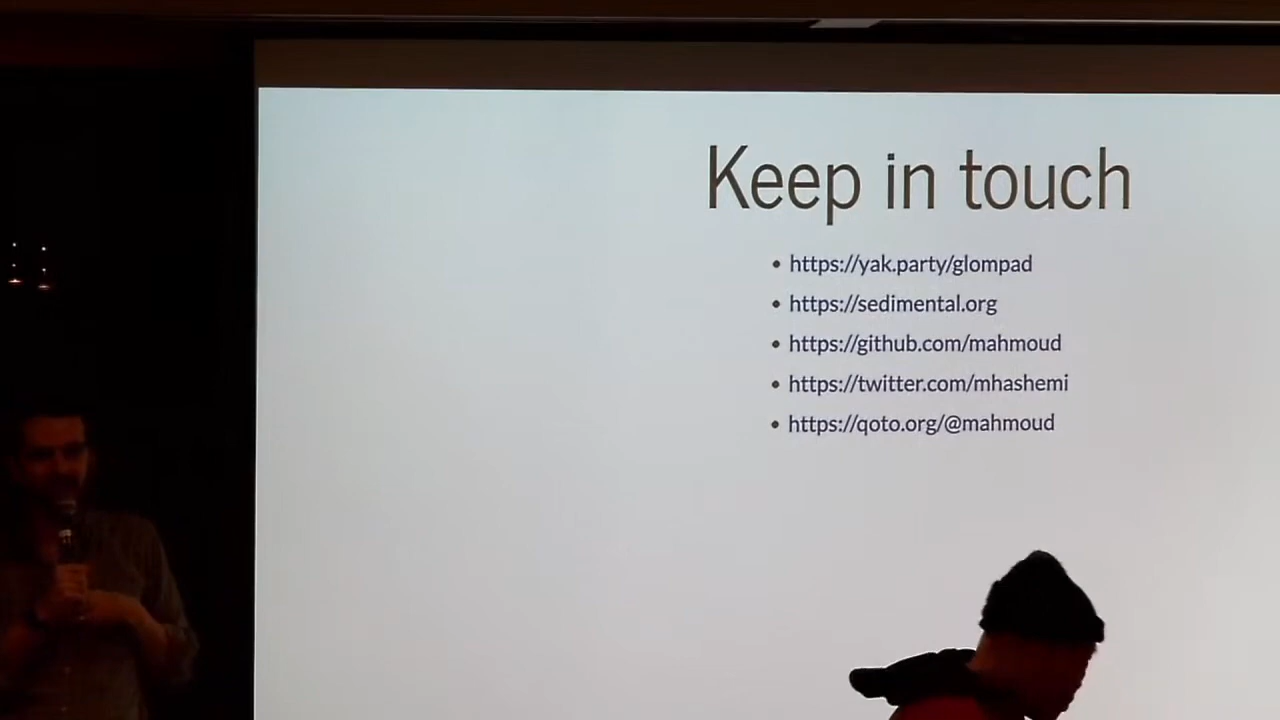 Keep in touch
• https://yak.party/glompad
• https://sedimental.org
• https://github.com/mahmoud
• https://twitter.com/mhashemi
• https://qoto.org/@mahmoud